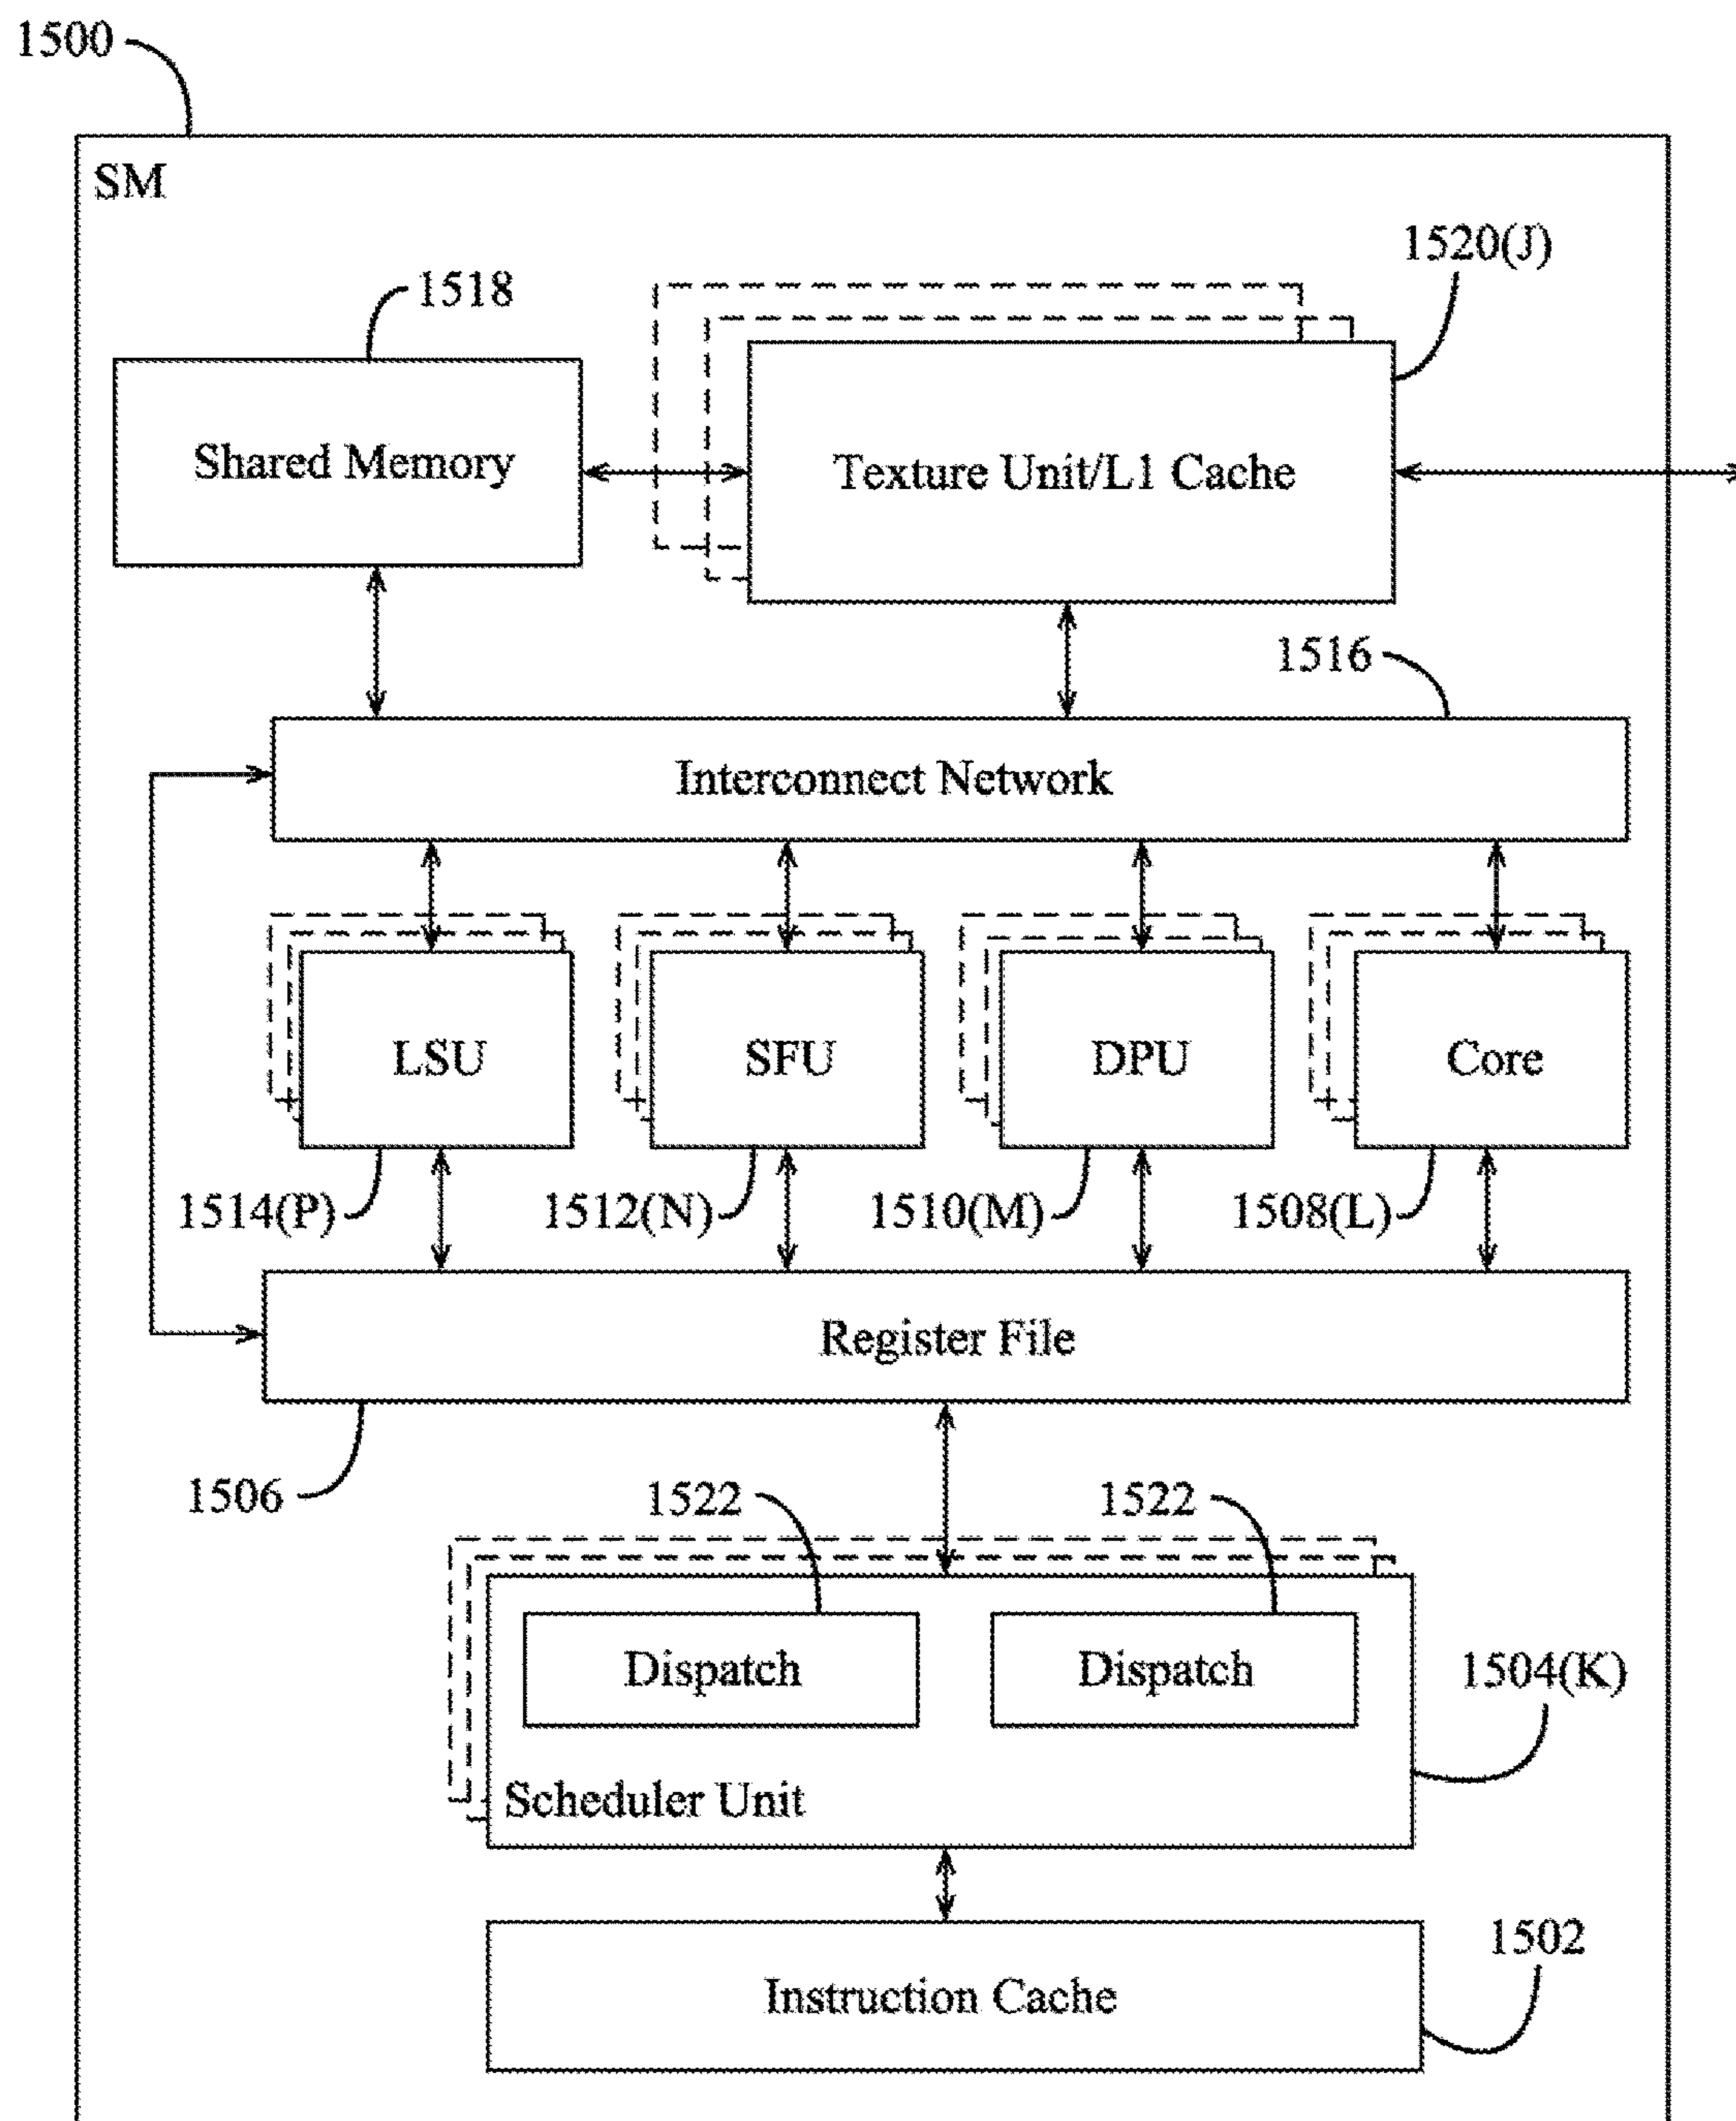 1500
SM
1520(J)
1518
Shared Memory
Texture Unit/L1 Cache
1516
Interconnect Network
LSU
SFU
DPU
Core
1514(P)
1512(N)
1510(M)
1508(L)
Register File
1506
1522
1522
Dispatch
Dispatch
1504(K)
Scheduler Unit
1502
Instruction Cache